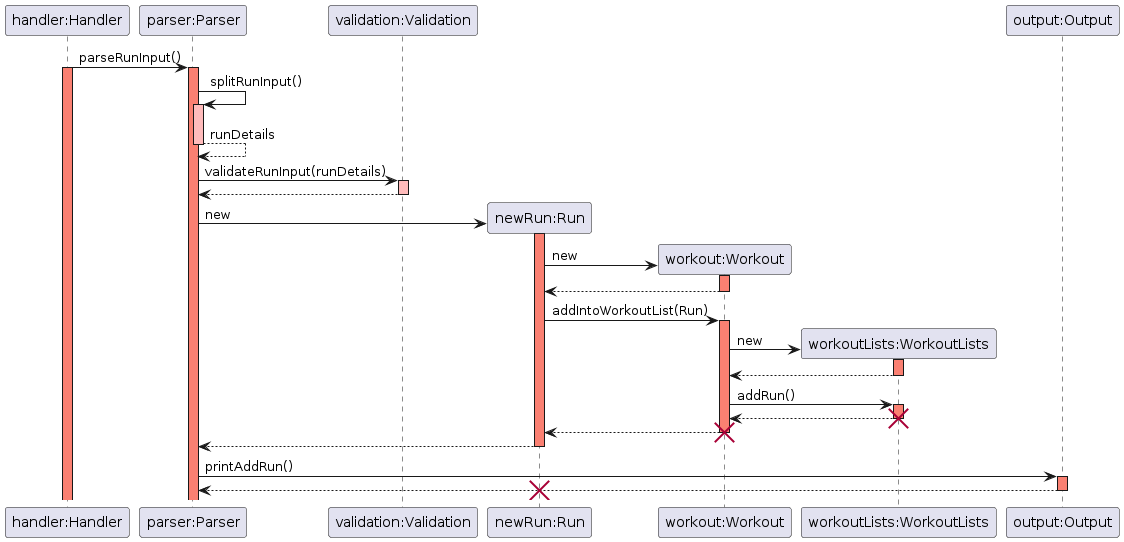 handler:Handler
parser:Parser
validation:Validation
output:Output
parseRunInput()
splitRunInput()
runDetails
validateRunInput(runDetails)
new
newRun:Run
new
workout:Workout
addIntoWorkoutList(Run)
new
workoutLists:WorkoutLists
addRun()
printAddRun()
handler:Handler
parser:Parser
validation:Validation
newRun:Run
workout:Workout
workoutLists:WorkoutLists
output:Output